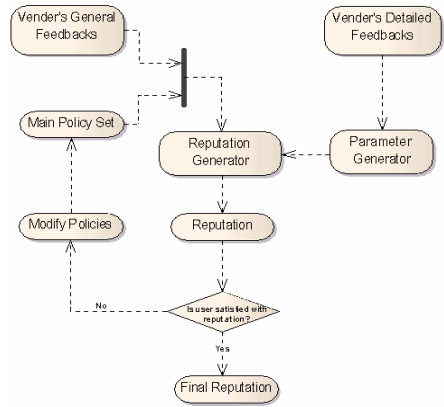 Vender's General
Feedbacks
Vender's Detailed
Feedbacks
Main Policy Set
Reputation
Generator
Parameter
Generator
Modify Policies
Reputation
Is user satisfied with
reputation?
No
Yes
Final Reputation